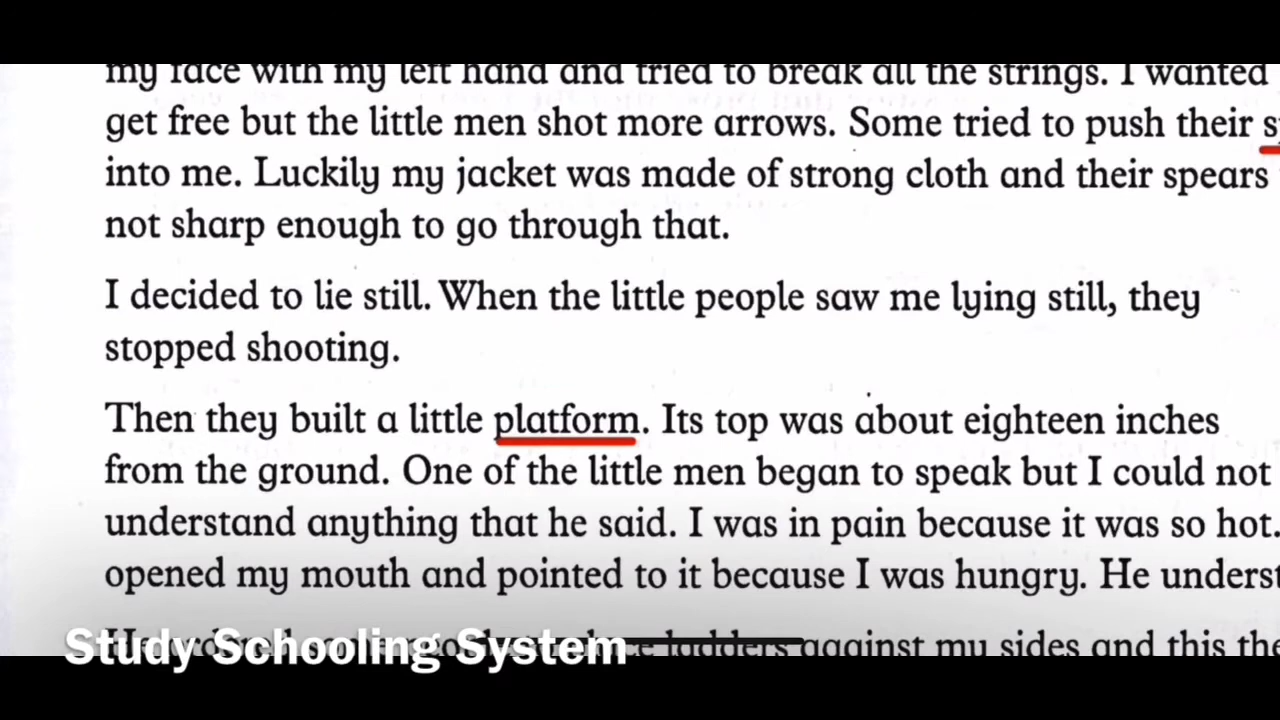 my face with my left hand and tried to break all the strings. I wanted
get free but the little men shot more arrows. Some tried to push their
into me. Luckily my jacket was made of strong cloth and their spears
not sharp enough to go through that.
I decided to lie still. When the little people saw me lying still, they
stopped shooting.
Then they built a little platform. Its top was about eighteen inches
from the ground. One of the little men began to speak but I could not
understand anything that he said. I was in pain because it was so hot.
opened my mouth and pointed to it because I was hungry. He underst
ladders against my sides and this the
Study Schooling System